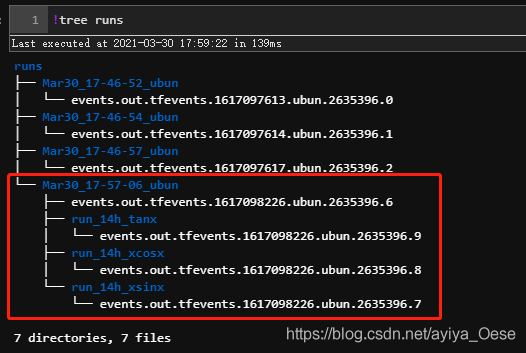 1 !tree runs
Last executed at 2021-03-30 17:59:22 in 139ms
runs
├── Mar30_17-46-52_ubun
│   └── events.out.tfevents.1617097613.ubun.2635396.0
├── Mar30_17-46-54_ubun
│   └── events.out.tfevents.1617097614.ubun.2635396.1
├── Mar30_17-46-57_ubun
│   └── events.out.tfevents.1617097617.ubun.2635396.2
└── Mar30_17-57-06_ubun
    ├── events.out.tfevents.1617098226.ubun.2635396.6
    ├── run_14h_tanx
    │   └── events.out.tfevents.1617098226.ubun.2635396.9
    ├── run_14h_xcosx
    │   └── events.out.tfevents.1617098226.ubun.2635396.8
    └── run_14h_xsinx
        └── events.out.tfevents.1617098226.ubun.2635396.7
7 directories, 7 files
https://blog.csdn.net/ayiya_Oese